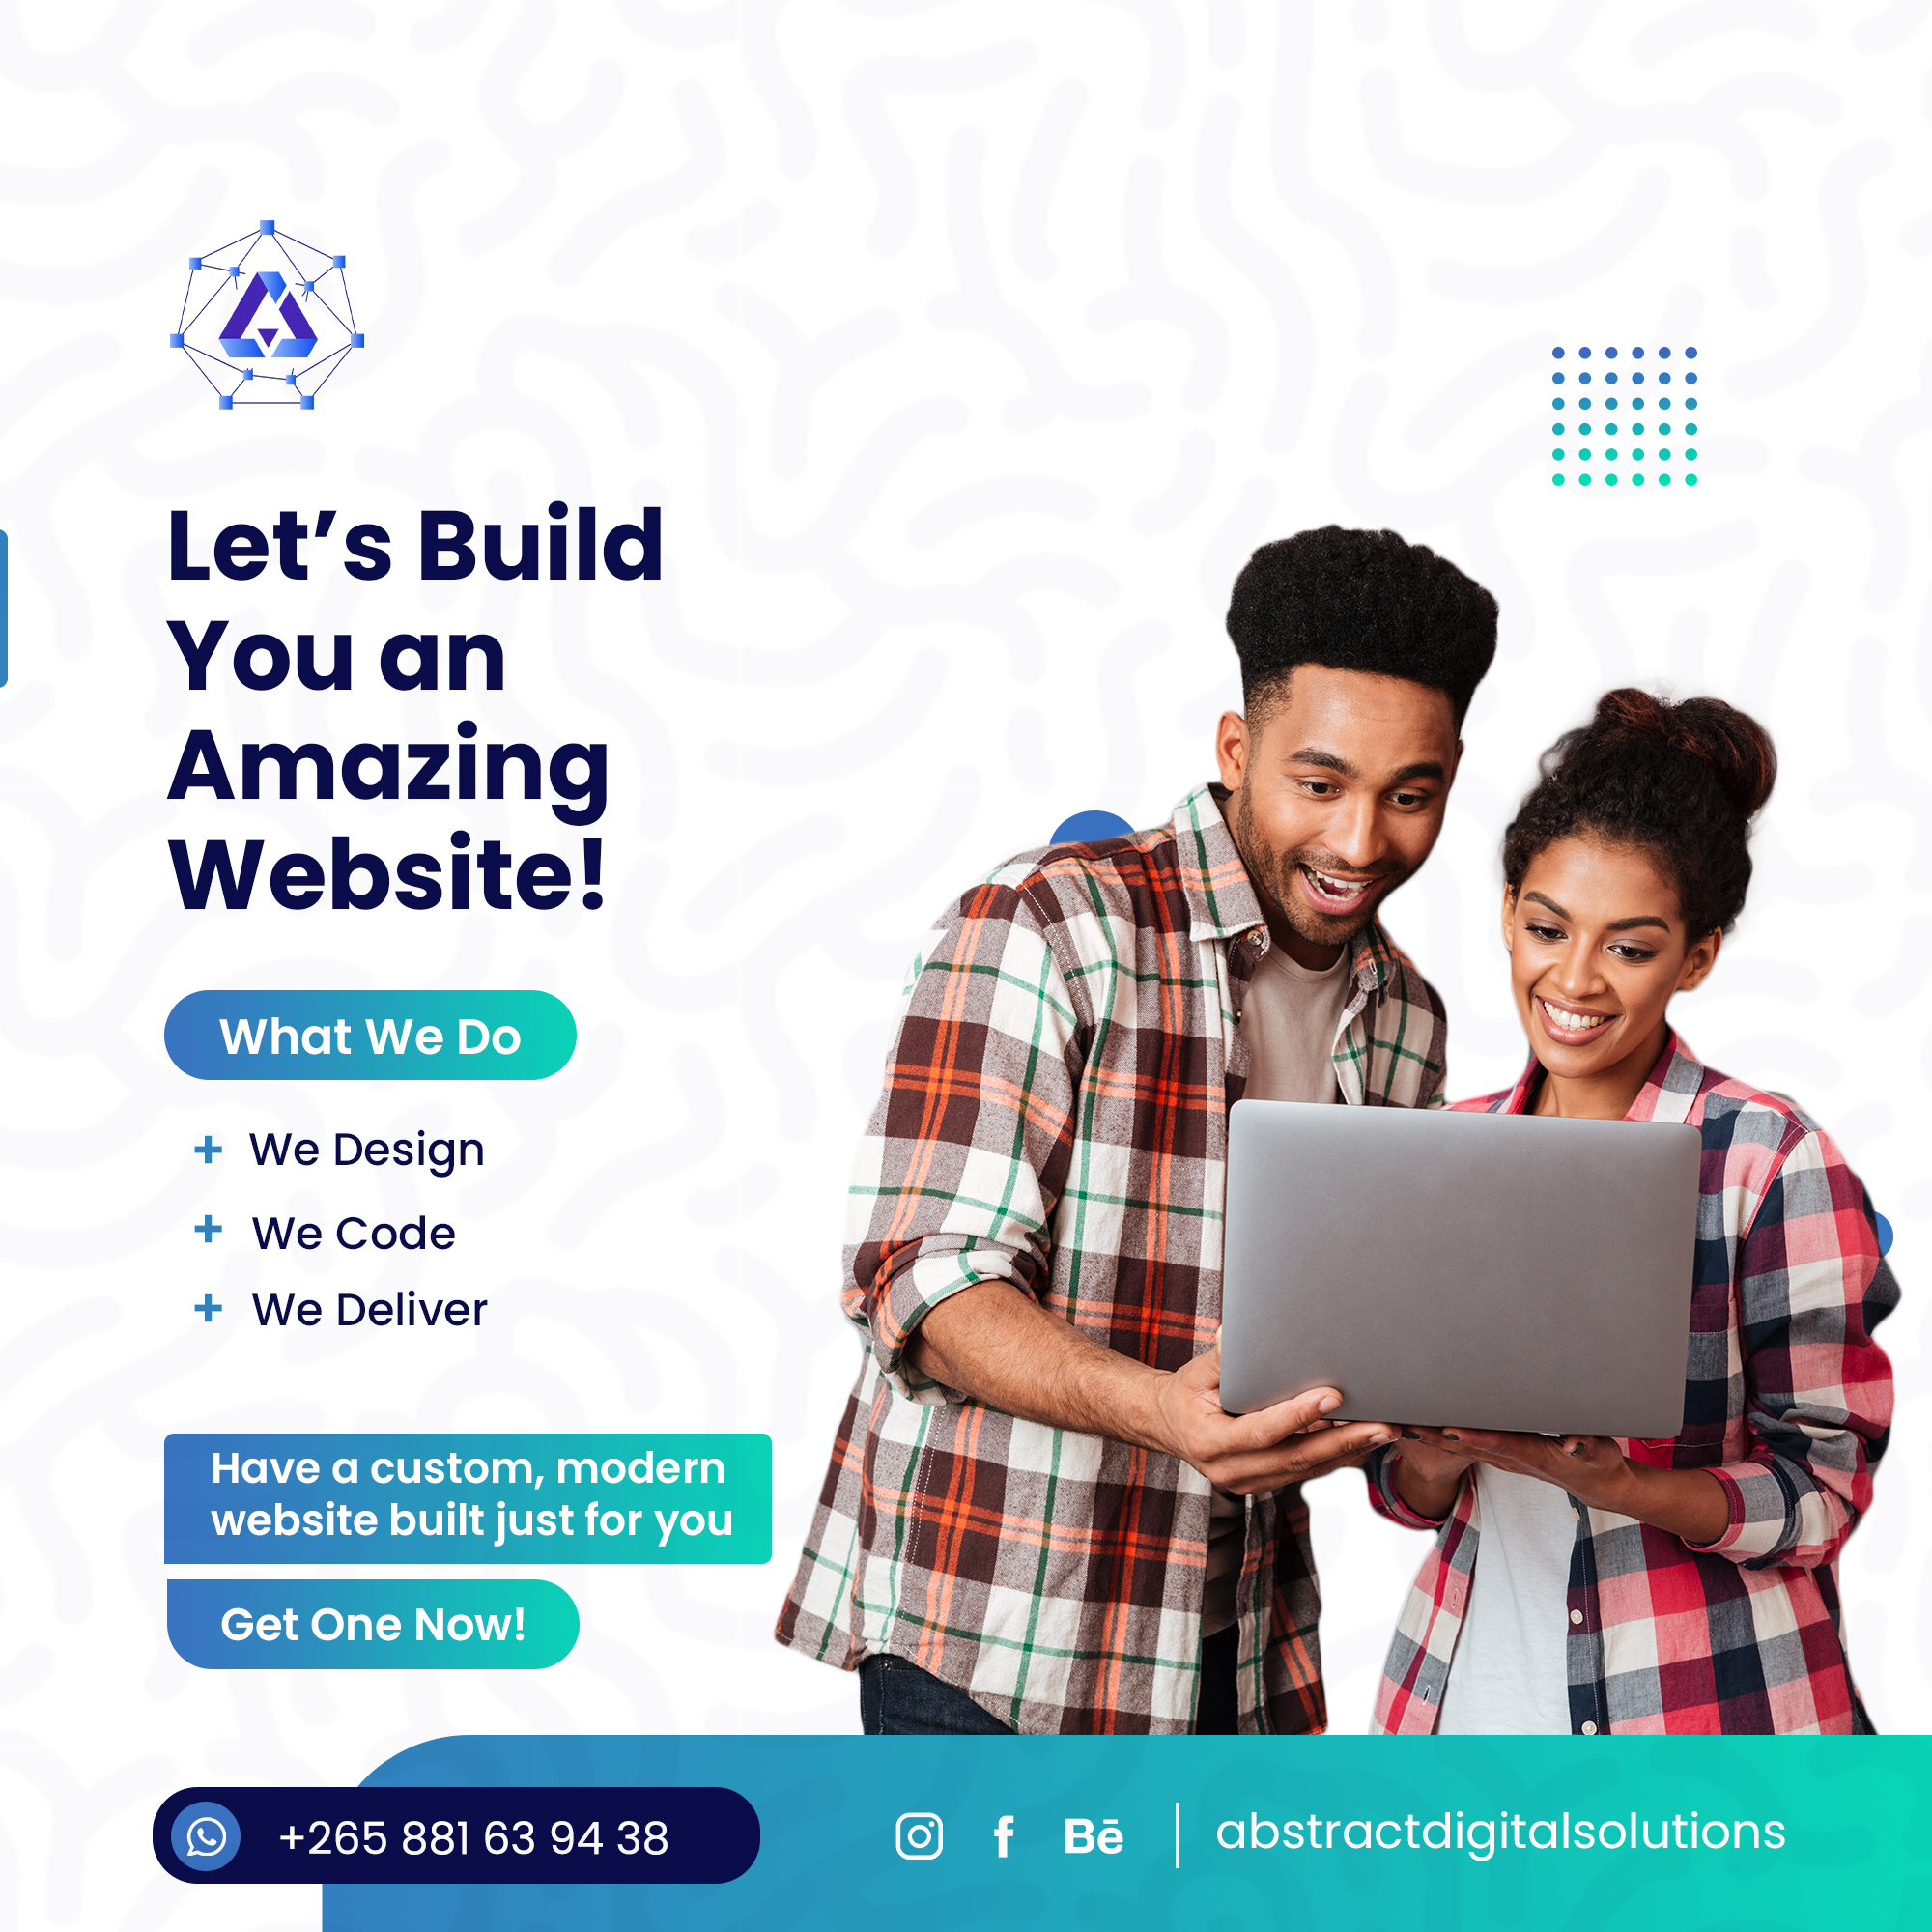 Let’s Build
You an
Amazing
Website!
What We Do
+ We Design
+ We Code
+ We Deliver
Have a custom, modern
website built just for you
Get One Now!
+265 881 63 94 38
Bē
abstractdigitalsolutions